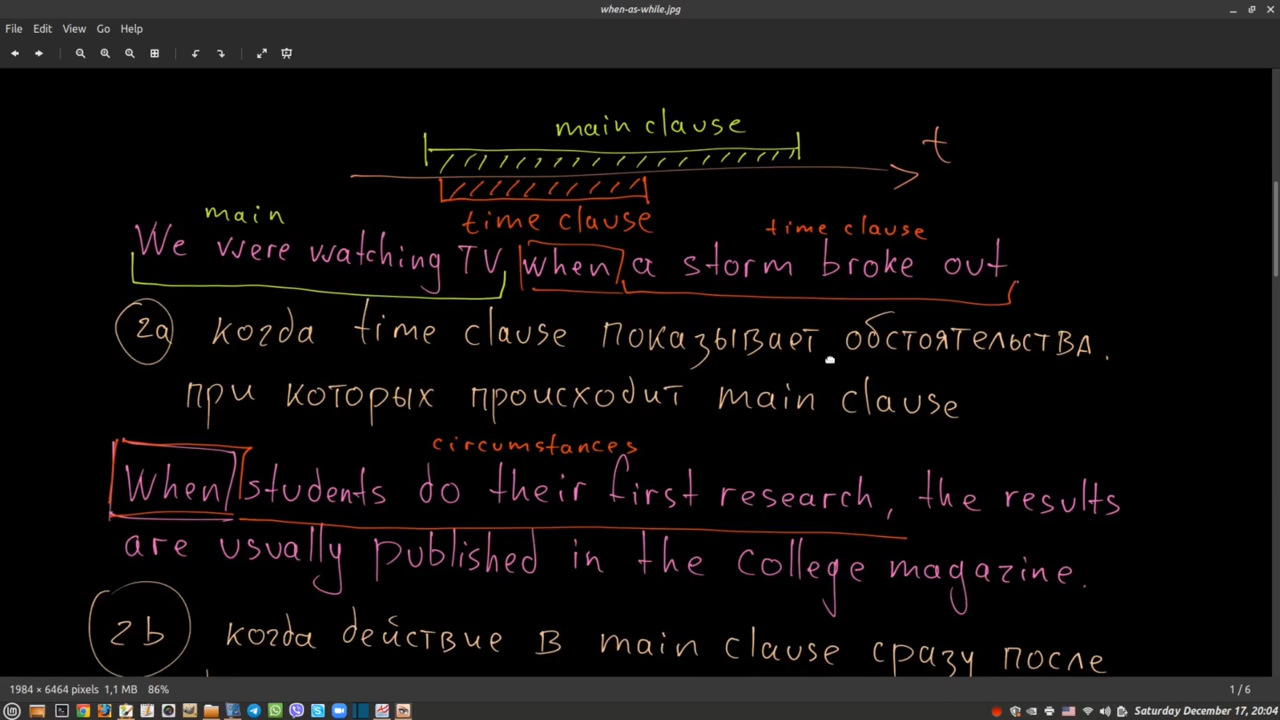 when-as-while.jpg
File Edit View Go Help
main clause
t
time clause
main
time clause
We were watching TV when a storm broke out
2a когда time clause показывает обстоятельства.
при которых происходит main clause
circumstances
When students do their first research, the results
are usually published in the college magazine.
2b когда действие в main clause сразу после
1984 × 6464 pixels 1,1 MB 86%
1 / 6
Saturday December 17, 20:04